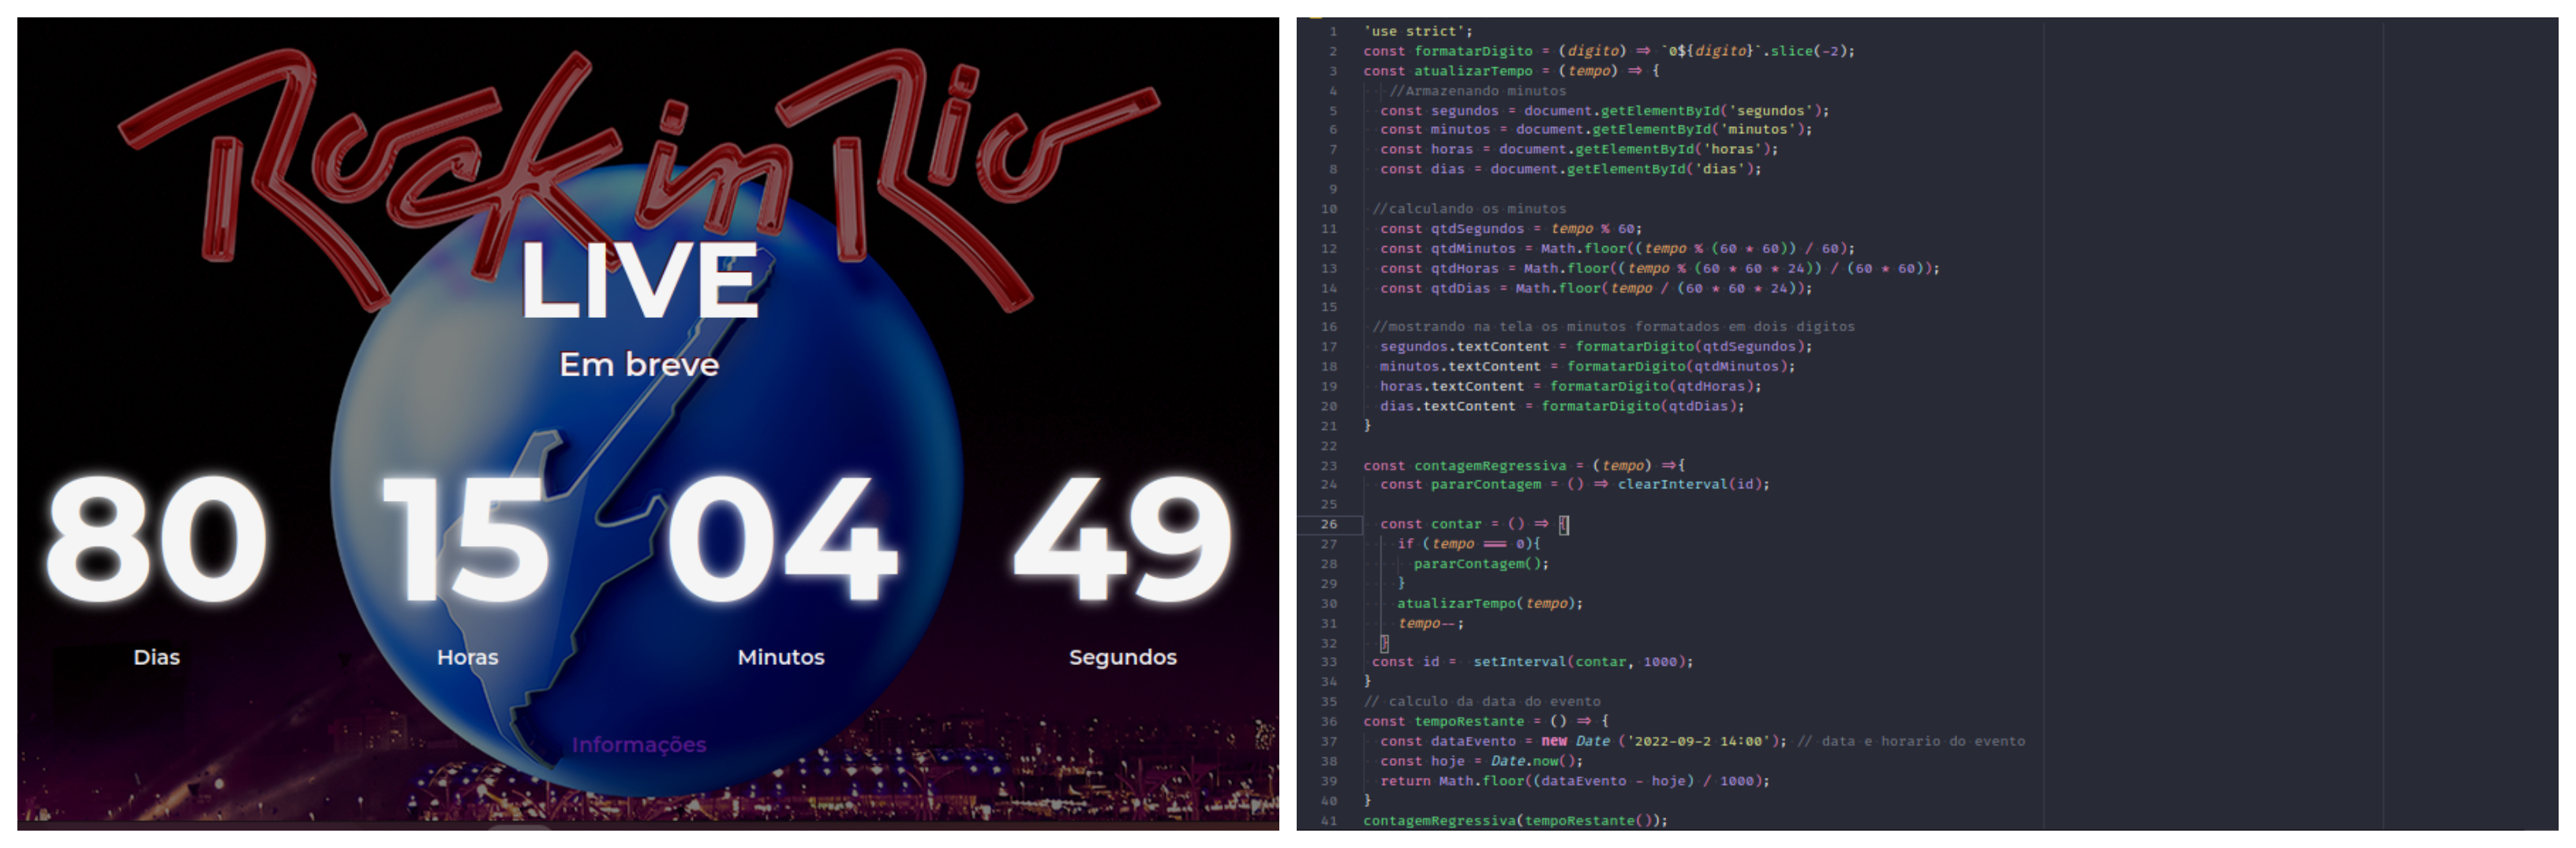 Rock in Rio
LIVE
Em breve
80 15 04 49
Dias Horas Minutos Segundos
Informações
1 'use strict';
2 const formatarDigito = (digito) => `0${digito}`.slice(-2);
3 const atualizarTempo = (tempo) => {
4 //Armazenando minutos
5 const segundos = document.getElementById('segundos');
6 const minutos = document.getElementById('minutos');
7 const horas = document.getElementById('horas');
8 const dias = document.getElementById('dias');
9
10 //calculando os minutos
11 const qtdSegundos = tempo % 60;
12 const qtdMinutos = Math.floor((tempo % (60 * 60)) / 60);
13 const qtdHoras = Math.floor((tempo % (60 * 60 * 24)) / (60 * 60));
14 const qtdDias = Math.floor(tempo / (60 * 60 * 24));
15
16 //mostrando na tela os minutos formatados em dois digitos
17 segundos.textContent = formatarDigito(qtdSegundos);
18 minutos.textContent = formatarDigito(qtdMinutos);
19 horas.textContent = formatarDigito(qtdHoras);
20 dias.textContent = formatarDigito(qtdDias);
21 }
22
23 const contagemRegressiva = (tempo) =>{
24 const pararContagem = () => clearInterval(id);
25
26 const contar = () => {
27 if (tempo === 0){
28 pararContagem();
29 }
30 atualizarTempo(tempo);
31 tempo--;
32 }
33 const id = setInterval(contar, 1000);
34 }
35 // calculo da data do evento
36 const tempoRestante = () => {
37 const dataEvento = new Date ('2022-09-2 14:00'); // data e horario do evento
38 const hoje = Date.now();
39 return Math.floor((dataEvento - hoje) / 1000);
40 }
41 contagemRegressiva(tempoRestante());